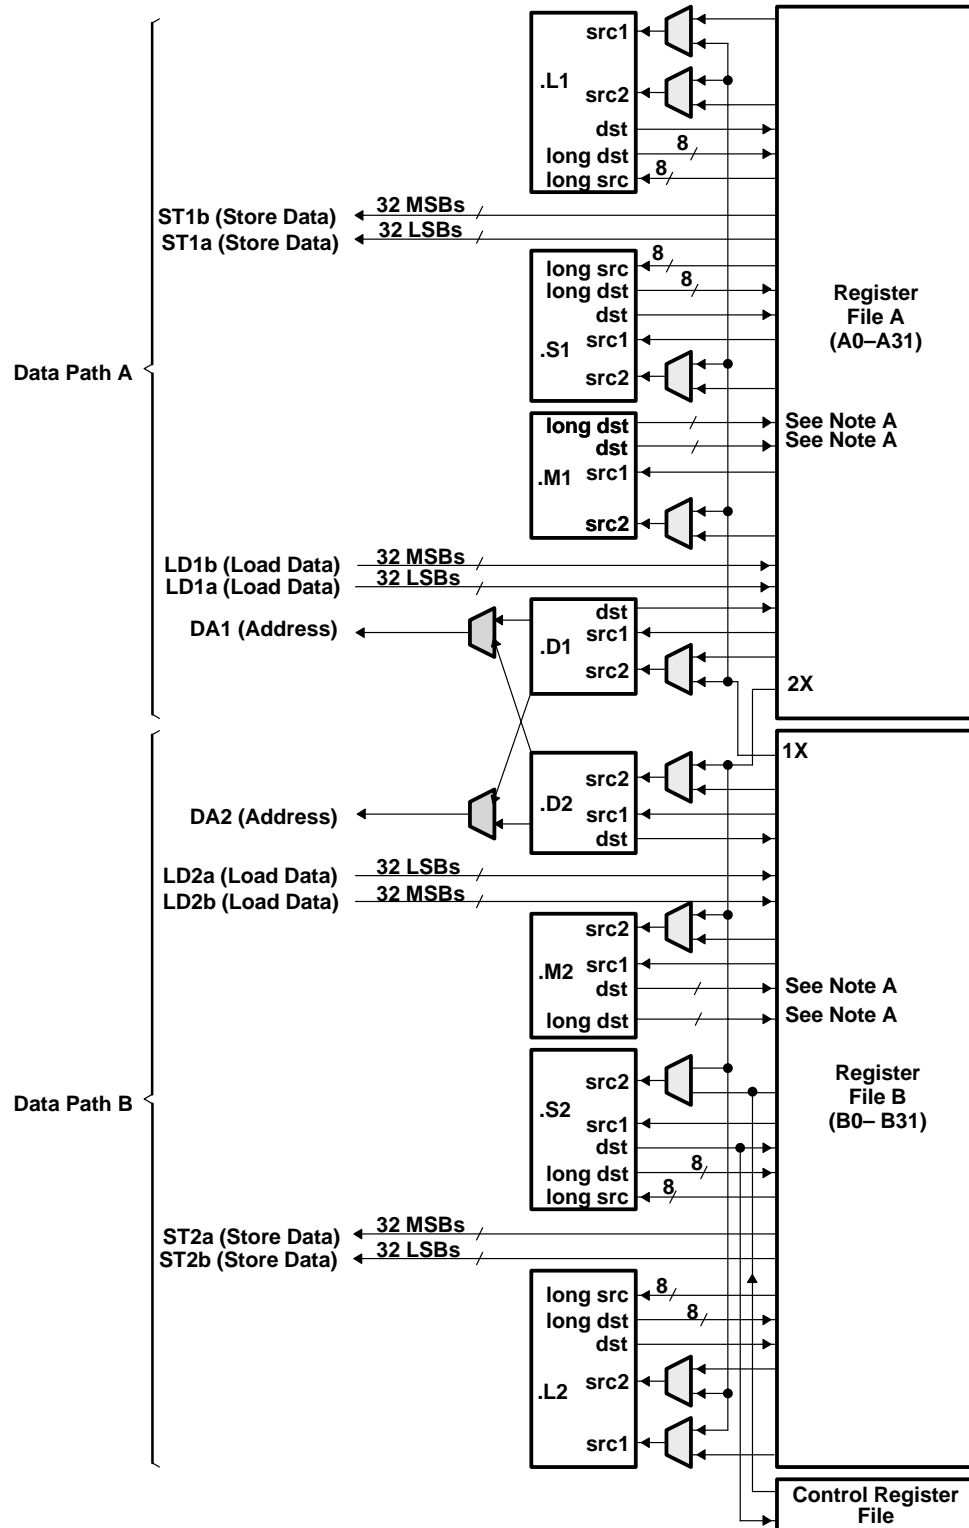 src1
.L1
src2
dst
8
long dst
8
long src
32 MSBs
ST1b (Store Data)
32 LSBs
ST1a (Store Data)
8
long src
8
long dst
dst
.S1
src1
src2
Register
File A
(A0–A31)
Data Path A
long dst
See Note A
dst
See Note A
.M1
src1
src2
32 MSBs
LD1b (Load Data)
32 LSBs
LD1a (Load Data)
dst
DA1 (Address)
.D1
src1
src2
2X
1X
src2
.D2
src1
DA2 (Address)
dst
32 LSBs
LD2a (Load Data)
32 MSBs
LD2b (Load Data)
src2
.M2
src1
dst
See Note A
long dst
See Note A
src2
.S2
src1
dst
8
long dst
8
long src
Register
File B
(B0– B31)
Data Path B
32 MSBs
ST2a (Store Data)
32 LSBs
ST2b (Store Data)
8
long src
8
long dst
dst
.L2
src2
src1
Control Register
File